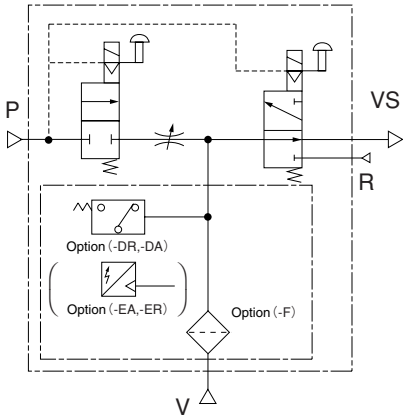 P
VS
R
Option (-DR,-DA)
Option (-EA,-ER)
Option (-F)
V